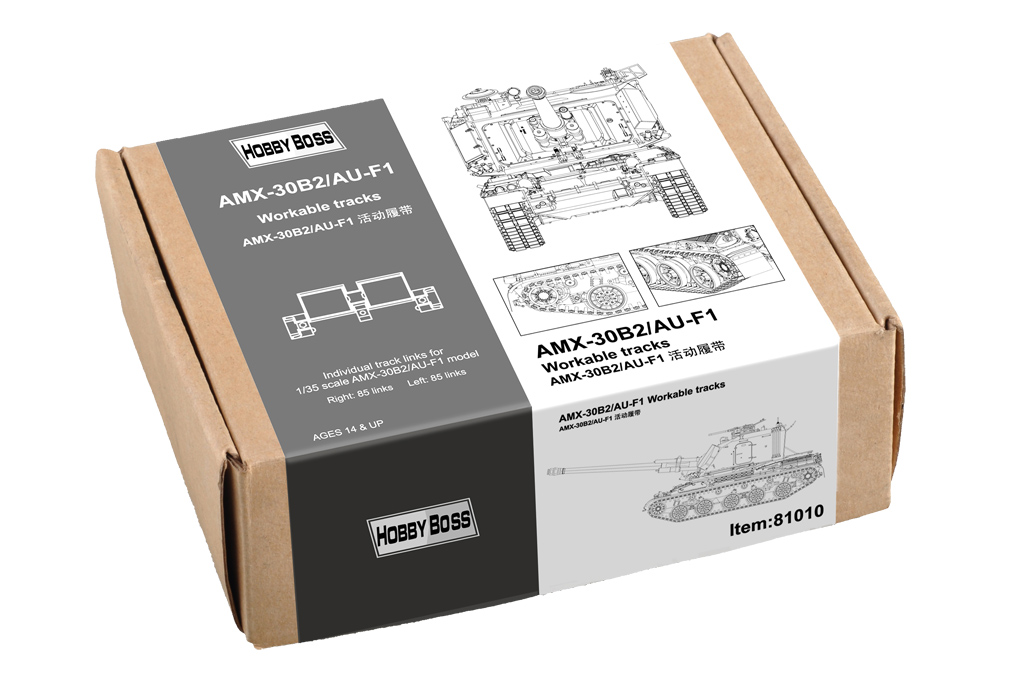 HOBBY BOSS
AMX-30B2/AU-F1
Workable tracks
AMX-30B2/AU-F1 活动履带
Individual track links for
1/35 scale AMX-30B2/AU-F1 model
Right: 85 links Left: 85 links
AGES 14 & UP
AMX-30B2/AU-F1
Workable tracks
AMX-30B2/AU-F1 活动履带
HOBBY BOSS
AMX-30B2/AU-F1 Workable tracks
AMX-30B2/AU-F1 活动履带
Item:81010